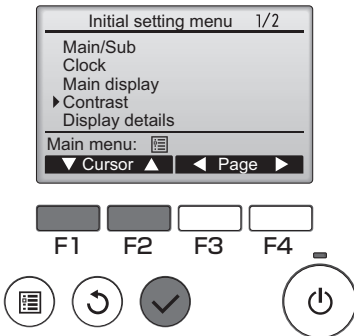 Initial setting menu 1/2
Main/Sub
Clock
Main display
Contrast
Display details
Main menu:
Cursor Page
F1 F2 F3 F4